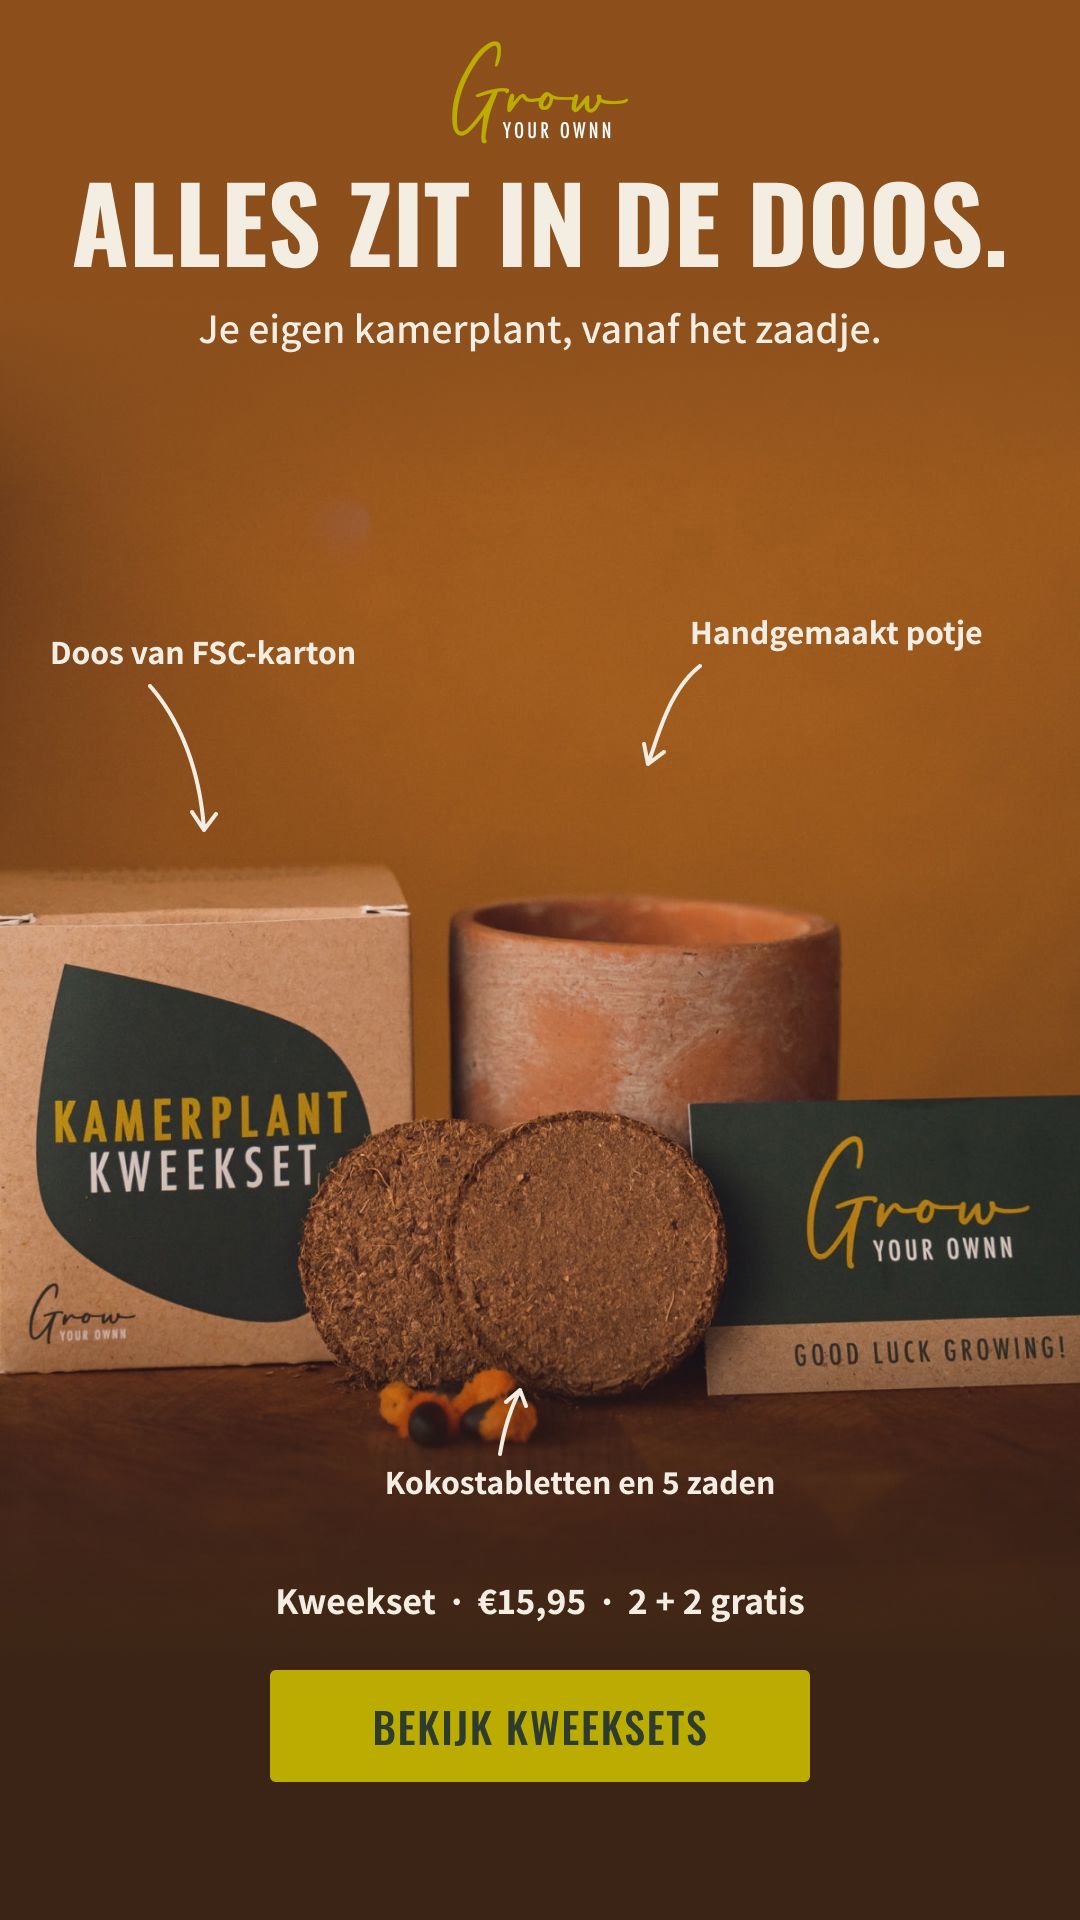 Grow
YOUR OWNN
ALLES ZIT IN DE DOOS.
Je eigen kamerplant, vanaf het zaadje.
Handgemaakt potje
Doos van FSC-karton
KAMERPLANT
KWEEKSET
Grow
YOUR OWNN
Grow
YOUR OWNN
GOOD LUCK GROWING!
Kokostabletten en 5 zaden
Kweekset · €15,95 · 2 + 2 gratis
BEKIJK KWEEKSETS